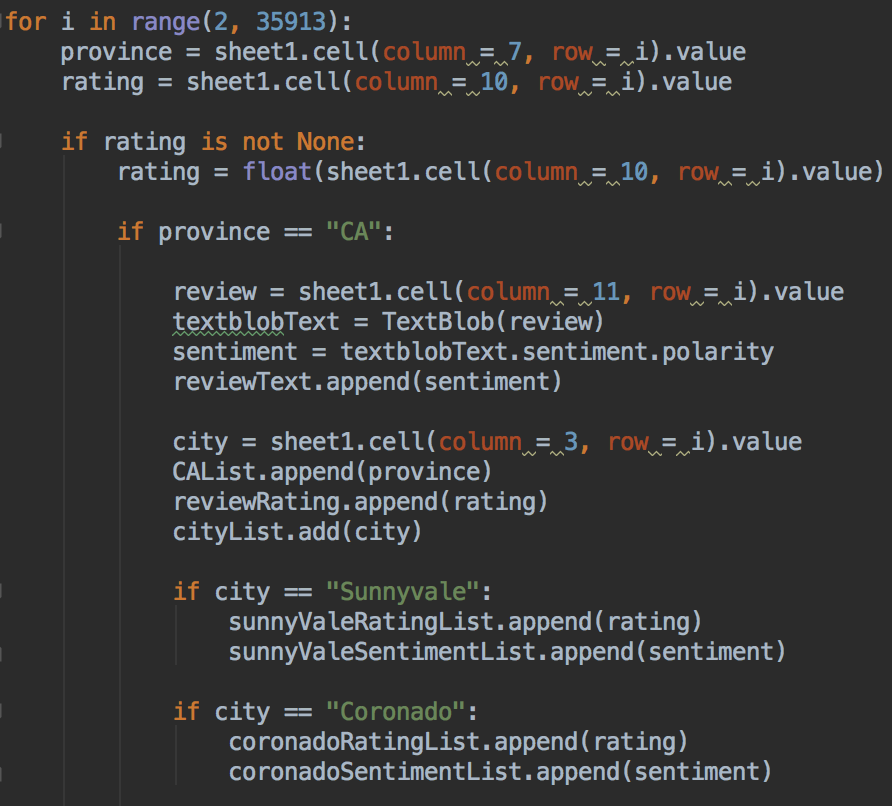 for i in range(2, 35913):
    province = sheet1.cell(column = 7, row = i).value
    rating = sheet1.cell(column = 10, row = i).value
    if rating is not None:
        rating = float(sheet1.cell(column = 10, row = i).value)
        if province == "CA":
            review = sheet1.cell(column = 11, row = i).value
            textblobText = TextBlob(review)
            sentiment = textblobText.sentiment.polarity
            reviewText.append(sentiment)
            city = sheet1.cell(column = 3, row = i).value
            CAList.append(province)
            reviewRating.append(rating)
            cityList.add(city)
            if city == "Sunnyvale":
                sunnyValeRatingList.append(rating)
                sunnyValeSentimentList.append(sentiment)
            if city == "Coronado":
                coronadoRatingList.append(rating)
                coronadoSentimentList.append(sentiment)